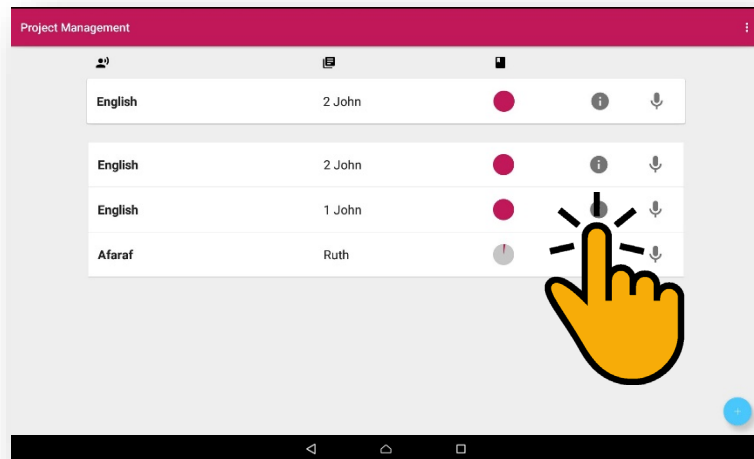 Project Management
English 2 John
English 2 John
English 1 John
Afaraf Ruth